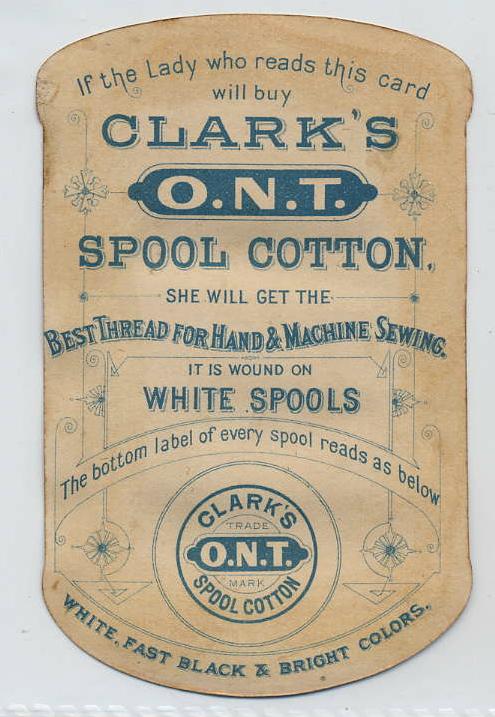 If the Lady who reads this card
will buy
CLARK'S
O.N.T.
SPOOL COTTON,
SHE WILL GET THE
BEST THREAD FOR HAND & MACHINE SEWING.
IT IS WOUND ON
WHITE SPOOLS
The bottom label of every spool reads as below
CLARK'S
TRADE
O.N.T.
MARK
SPOOL COTTON
WHITE, FAST BLACK & BRIGHT COLORS.